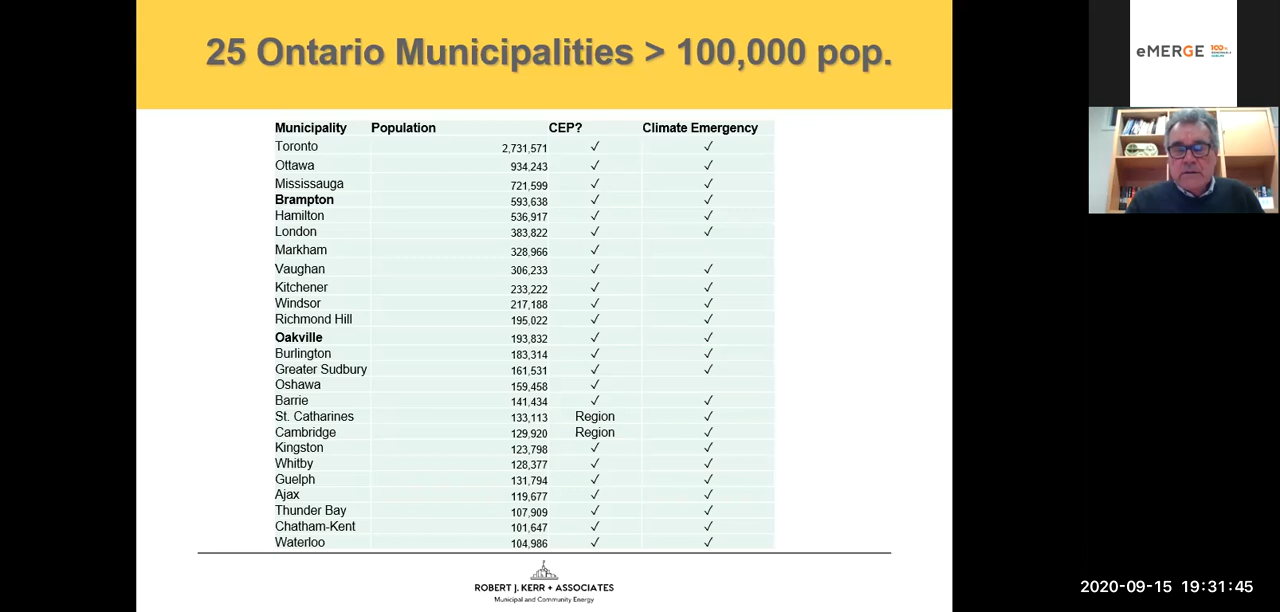 25 Ontario Municipalities > 100,000 pop.
Municipality Population CEP? Climate Emergency
Toronto 2,731,571 ✓ ✓
Ottawa 934,243 ✓ ✓
Mississauga 721,599 ✓ ✓
Brampton 593,638 ✓ ✓
Hamilton 536,917 ✓ ✓
London 383,822 ✓ ✓
Markham 328,966 ✓
Vaughan 306,233 ✓ ✓
Kitchener 233,222 ✓ ✓
Windsor 217,188 ✓ ✓
Richmond Hill 195,022 ✓ ✓
Oakville 193,832 ✓ ✓
Burlington 183,314 ✓ ✓
Greater Sudbury 161,531 ✓ ✓
Oshawa 159,458 ✓
Barrie 141,434 ✓ ✓
St. Catharines 133,113 Region ✓
Cambridge 129,920 Region ✓
Kingston 123,798 ✓ ✓
Whitby 128,377 ✓ ✓
Guelph 131,794 ✓ ✓
Ajax 119,677 ✓ ✓
Thunder Bay 107,909 ✓ ✓
Chatham-Kent 101,647 ✓ ✓
Waterloo 104,986 ✓ ✓
ROBERT J. KERR + ASSOCIATES
Municipal and Community Energy
eMERGE 100%
2020-09-15 19:31:45